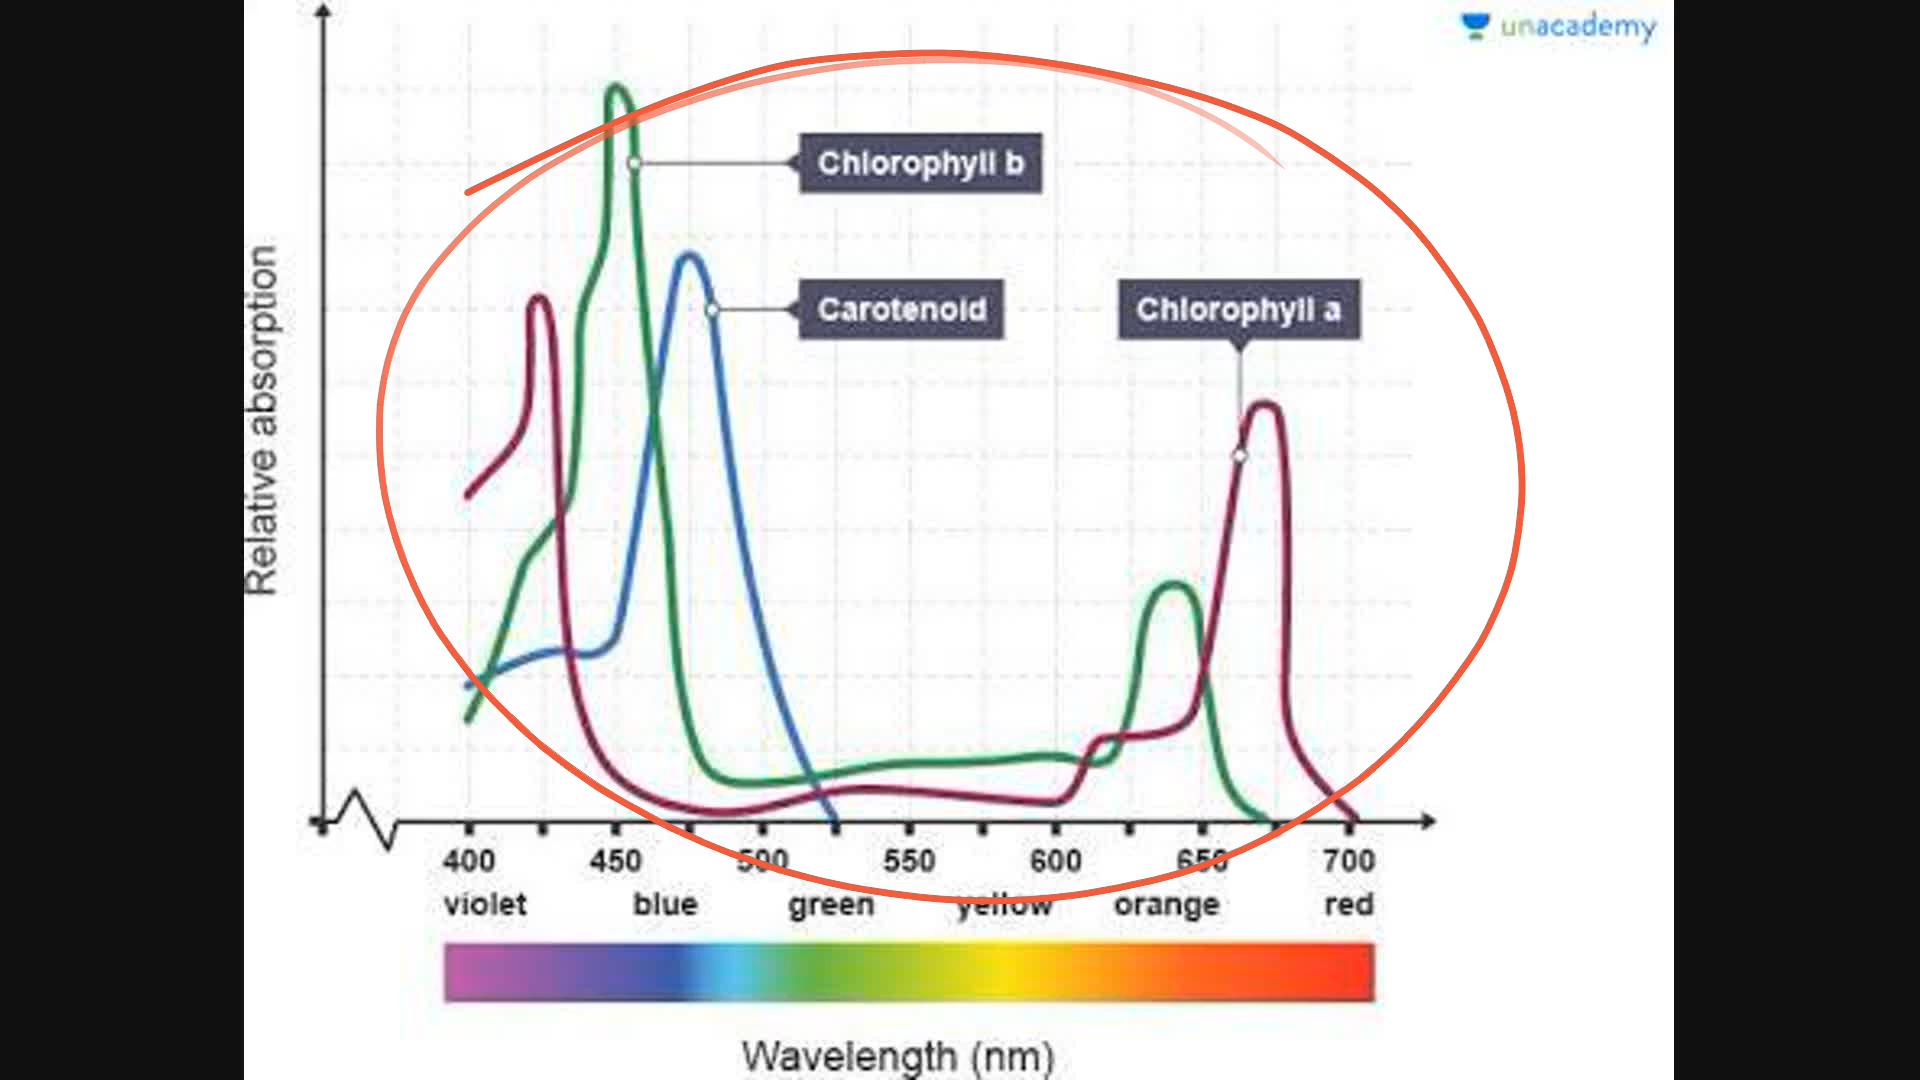 unacademy
Chlorophyll b
Carotenoid
Chlorophyll a
Relative absorption
400 450 500 550 600 650 700
violet blue green yellow orange red
Wavelength (nm)